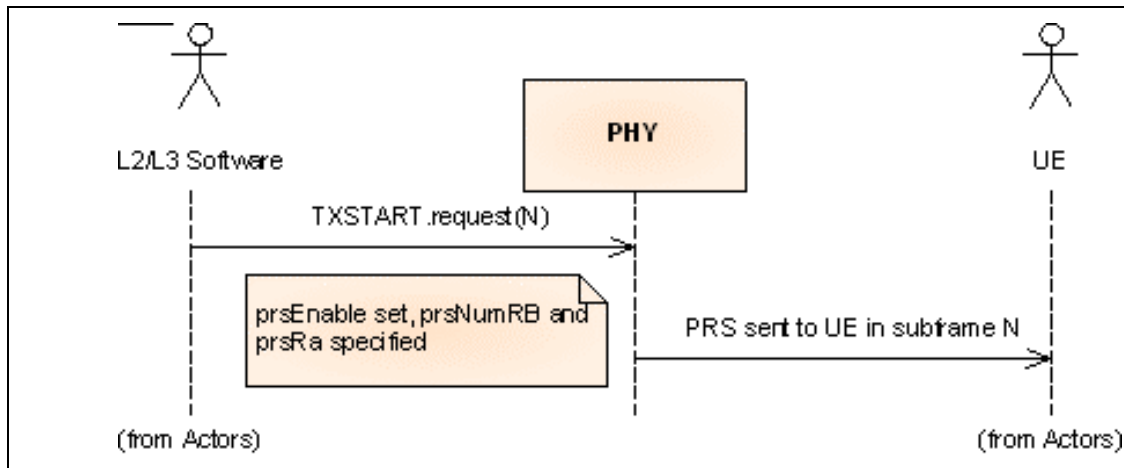 PHY
L2/L3 Software
UE
TXSTART.request(N)
prsEnable set, prsNumRB and
prsRa specified
PRS sent to UE in subframe N
(from Actors)
(from Actors)